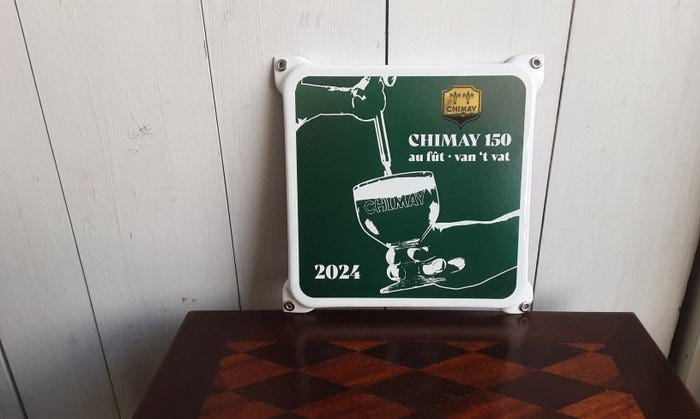 CHIMAY
CHIMAY 150
au fût · van ‘t vat
CHIMAY
2024